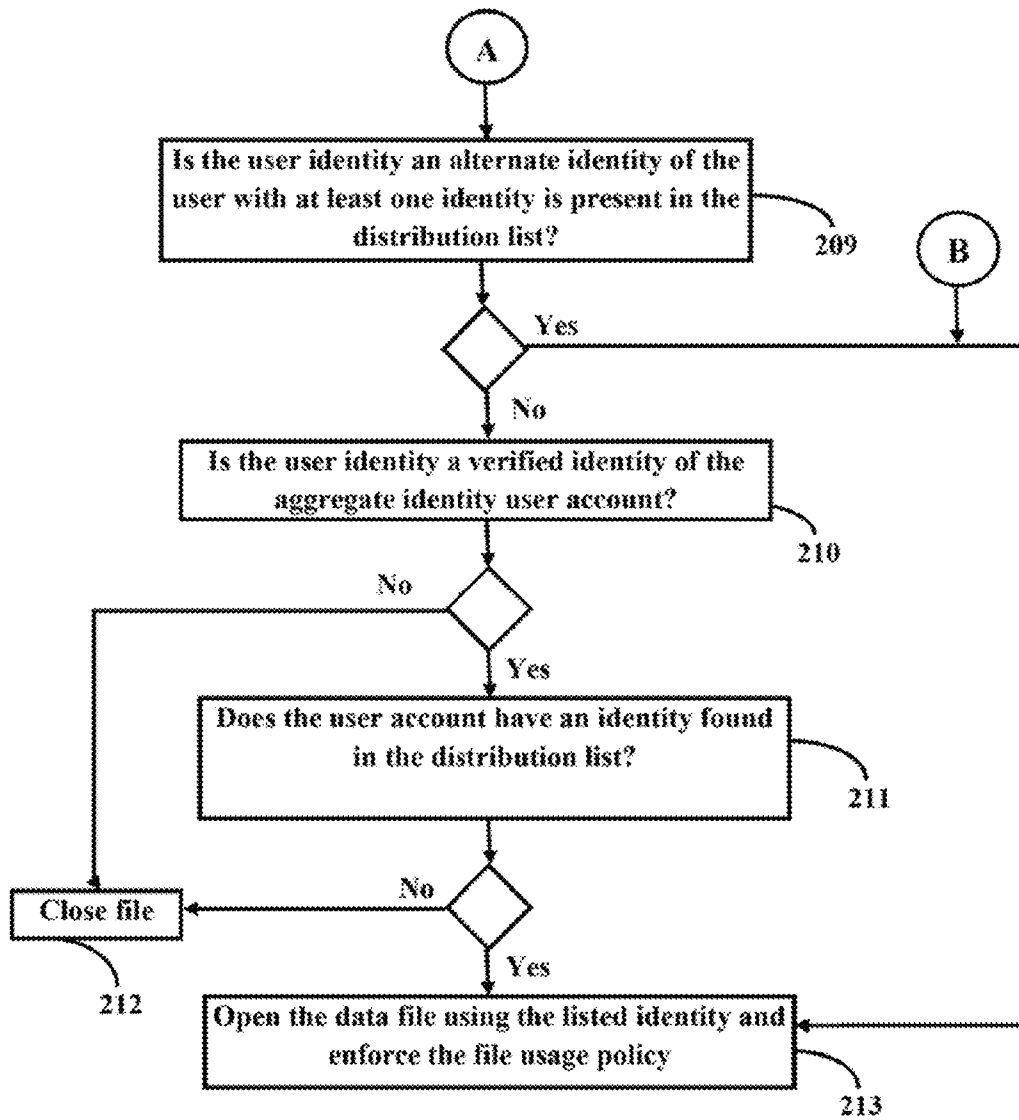 A
Is the user identity an alternate identity of the
user with at least one identity is present in the
distribution list?
209
B
Yes
No
Is the user identity a verified identity of the
aggregate identity user account?
210
No
Yes
Does the user account have an identity found
in the distribution list?
211
No
Close file
212
Yes
Open the data file using the listed identity and
enforce the file usage policy
213